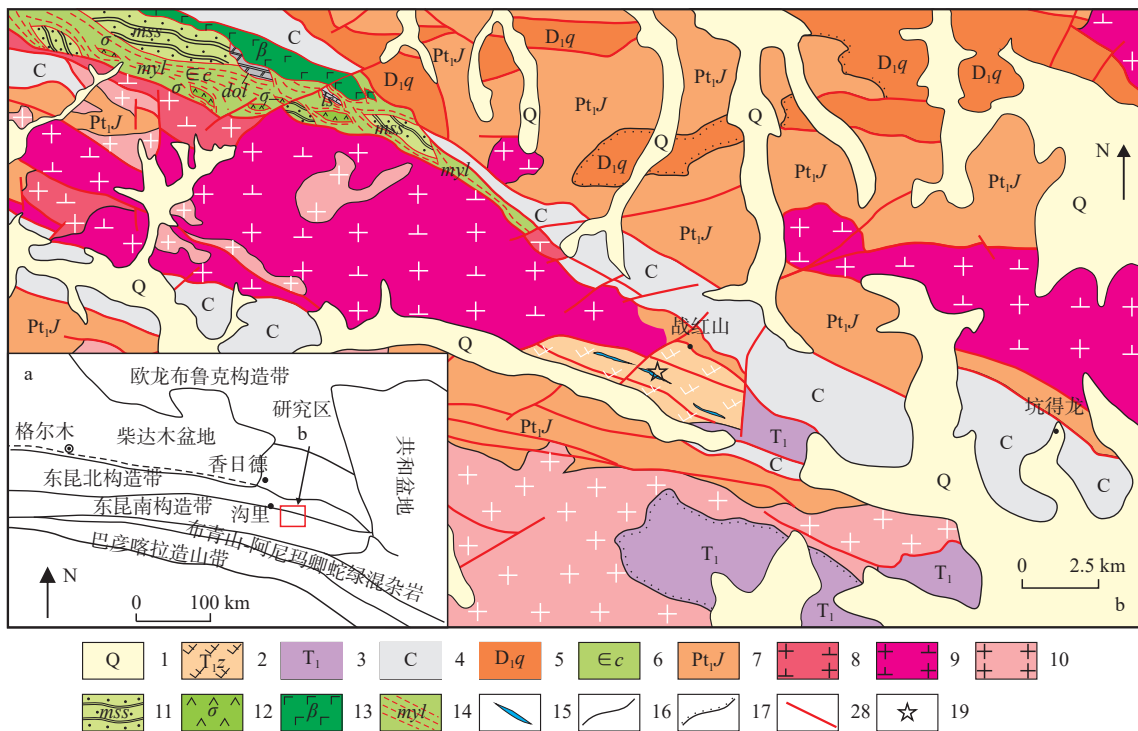 mss
β
C
D₁q
D₁q
σ
myl
∈c
C
σ
dol
σ
ls
mss
Pt₁J
D₁q
Pt₁J
Pt₁J
Q
Q
Pt₁J
D₁q
N
myl
Pt₁J
Pt₁J
Q
C
Pt₁J
C
Q
C
C
Pt₁J
Pt₁J
战红山
Q
C
坑得龙
C
T₁
C
Pt₁J
Q
C
T₁
T₁
T₁
0 2.5 km
b
a
欧龙布鲁克构造带
研究区
b
格尔木
柴达木盆地
共和盆地
香日德
东昆北构造带
东昆南构造带
沟里
布青山-阿尼玛卿蛇绿混杂岩
巴彦喀拉造山带
N
0 100 km
Q 1 T₁z 2 T₁ 3 C 4 D₁q 5 ∈c 6 Pt₁J 7 8 9 10
mss 11 σ 12 β 13 myl 14 15 16 17 28 19